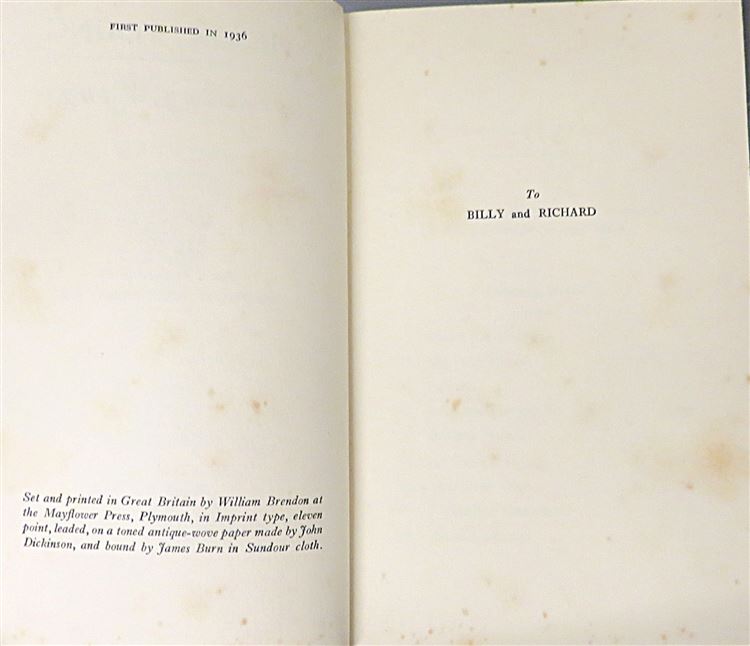 FIRST PUBLISHED IN 1936
Set and printed in Great Britain by William Brendon at
the Mayflower Press, Plymouth, in Imprint type, eleven
point, leaded, on a toned antique-wove paper made by John
Dickinson, and bound by James Burn in Sundour cloth.
To
BILLY and RICHARD